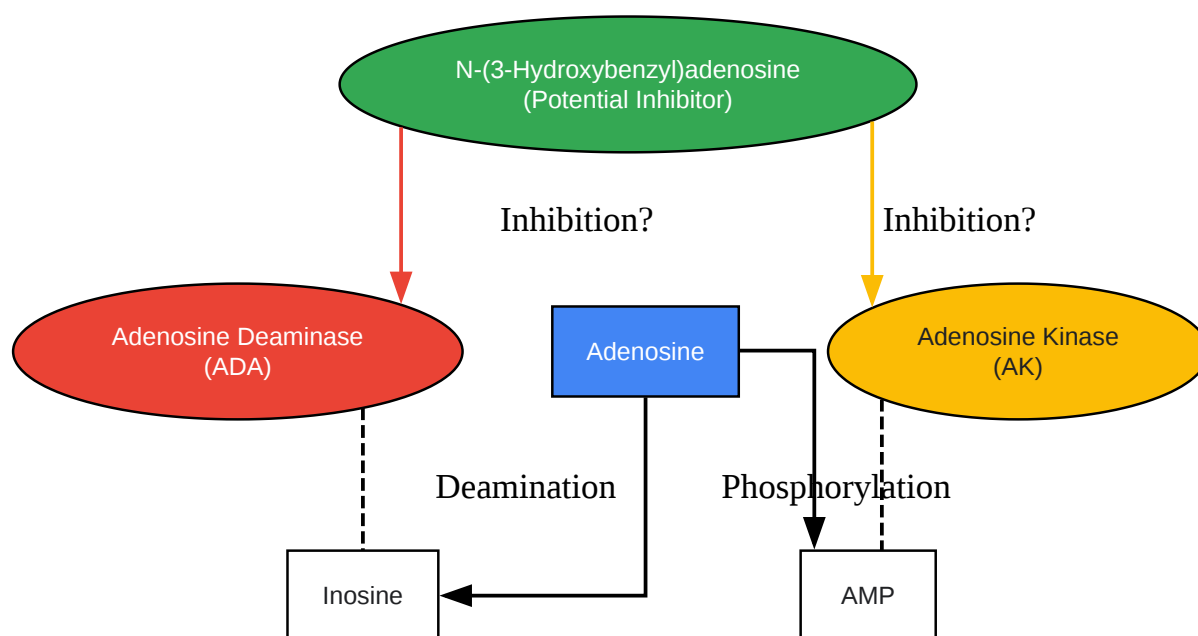 N-(3-Hydroxybenzyl)adenosine
(Potential Inhibitor)
Inhibition?
Inhibition?
Adenosine Deaminase
(ADA)
Adenosine
Adenosine Kinase
(AK)
Deamination
Phosphorylation
Inosine
AMP